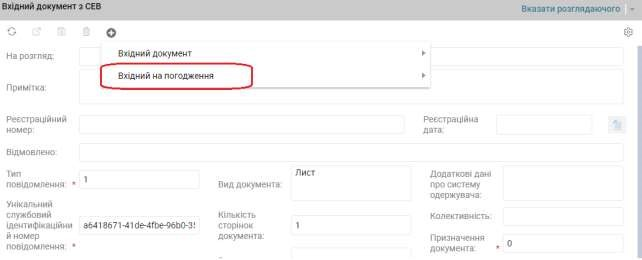 Вхідний документ з СЕВ
Вказати розглядаючого
На розгляд:
Вхідний документ
Вхідний на погодження
Примітка:
Реєстраційний
номер:
Реєстраційна
дата:
Відмовлено:
Тип
повідомлення: * 1
Вид документа:
Лист
Додаткові дані
про систему
одержувача:
Унікальний
службовий
ідентифікаційни
й номер
повідомлення: *
a6418671-41de-4fbe-96b0-35
Кількість
сторінок
документа:
1
Колективність:
Призначення
документа: * 0